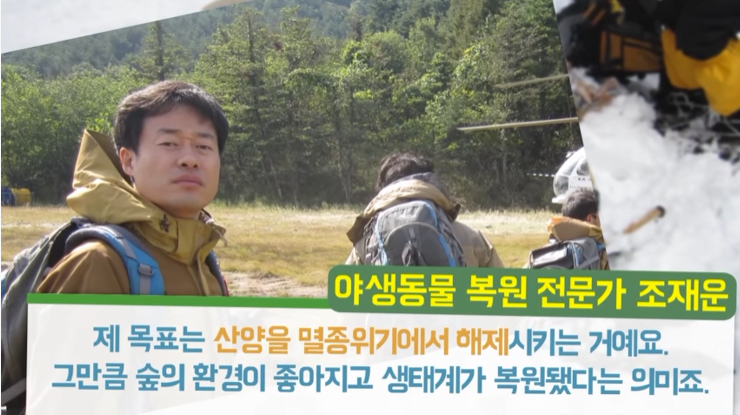 야생동물 복원 전문가 조재운
제 목표는 산양을 멸종위기에서 해제시키는 거예요.
그만큼 숲의 환경이 좋아지고 생태계가 복원됐다는 의미죠.